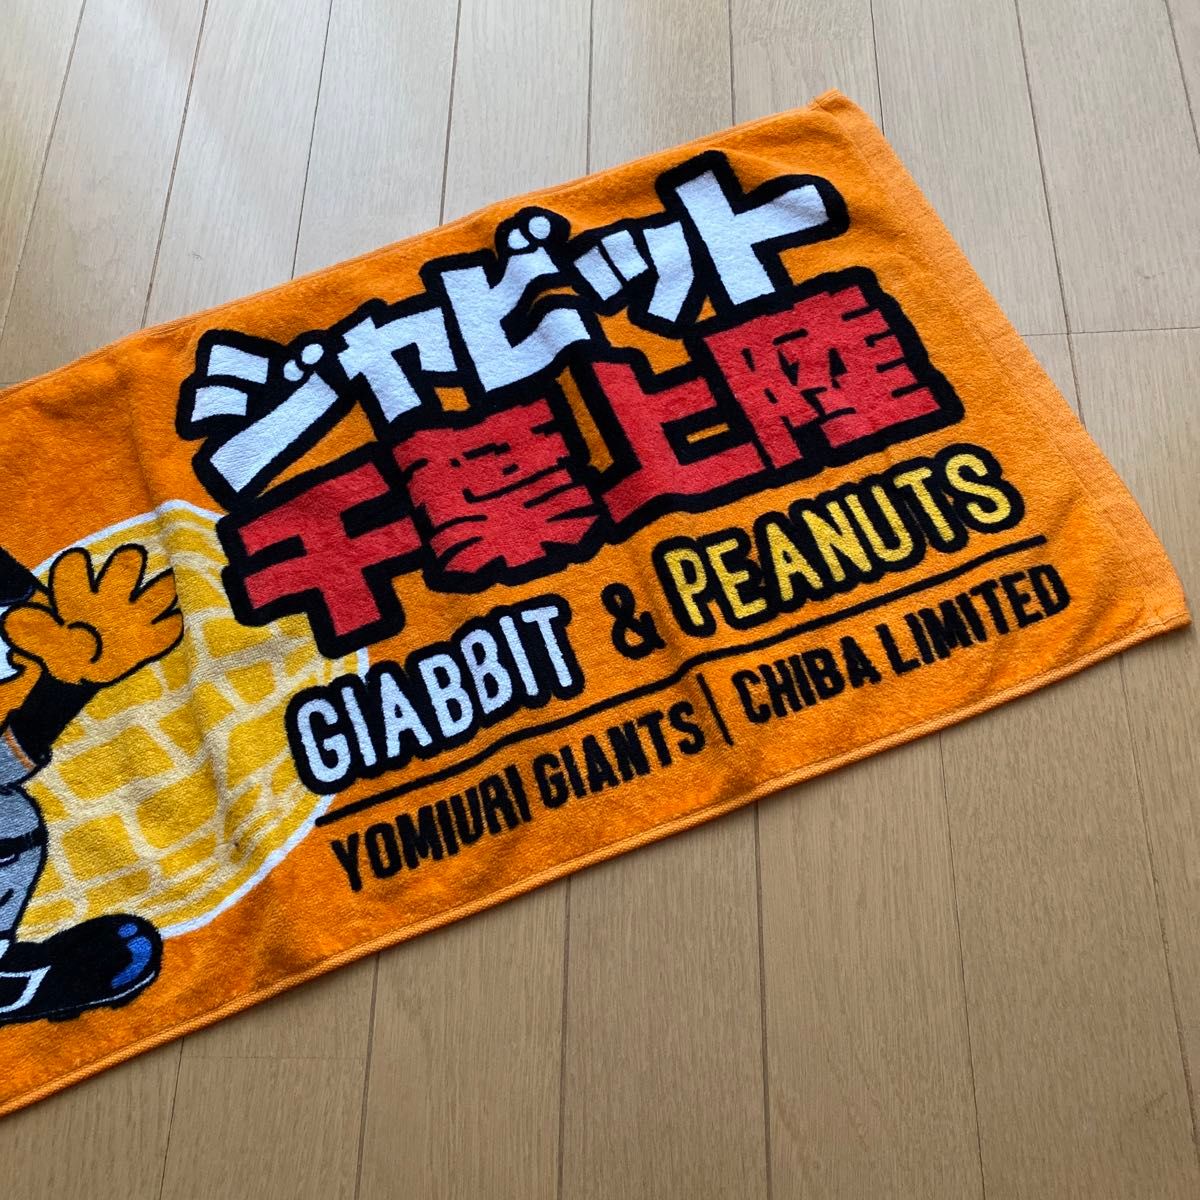 ジャビット
千葉上陸
GIABBIT & PEANUTS
YOMIURI GIANTS | CHIBA LIMITED